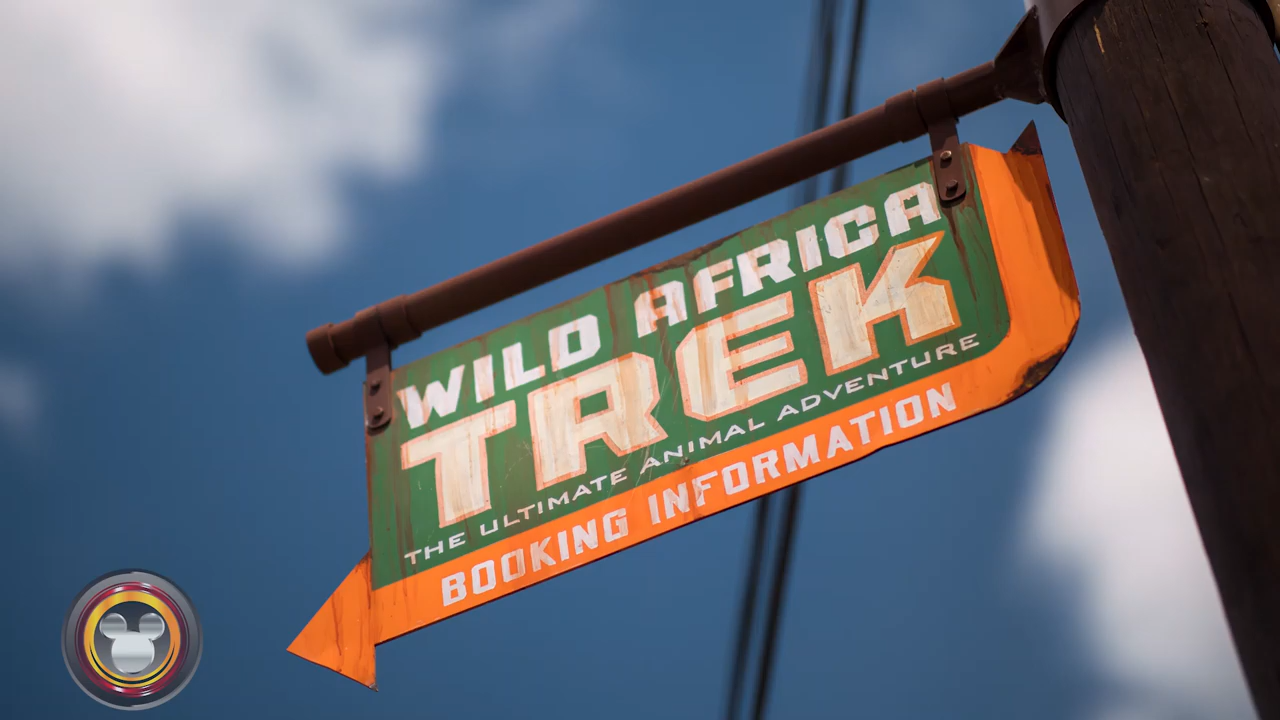 WILD AFRICA
TREK
THE ULTIMATE ANIMAL ADVENTURE
BOOKING INFORMATION